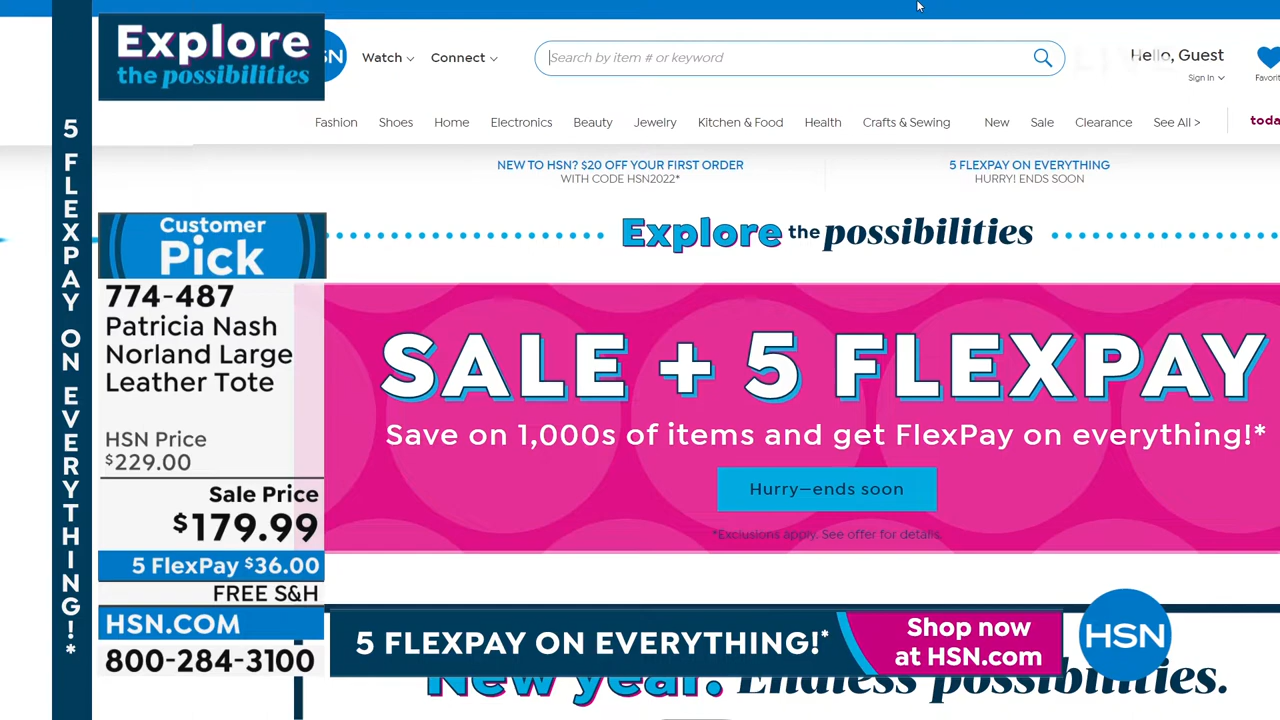 Explore
the possibilities
5 FLEXPAY ON EVERYTHING!*
Customer
Pick
774-487
Patricia Nash
Norland Large
Leather Tote
HSN Price
$229.00
Sale Price
$179.99
5 FlexPay $36.00
FREE S&H
HSN.COM
800-284-3100
SN
Watch
Connect
Search by item # or keyword
LIVE
Hello, Guest
Sign In
Favori
Fashion Shoes Home Electronics Beauty Jewelry Kitchen & Food Health Crafts & Sewing New Sale Clearance See All > toda
NEW TO HSN? $20 OFF YOUR FIRST ORDER
WITH CODE HSN2022*
5 FLEXPAY ON EVERYTHING
HURRY! ENDS SOON
Explore the possibilities
SALE + 5 FLEXPAY
Save on 1,000s of items and get FlexPay on everything!*
Hurry—ends soon
*Exclusions apply. See offer for details.
5 FLEXPAY ON EVERYTHING!*
Shop now
at HSN.com
HSN
New year. Endless possibilities.